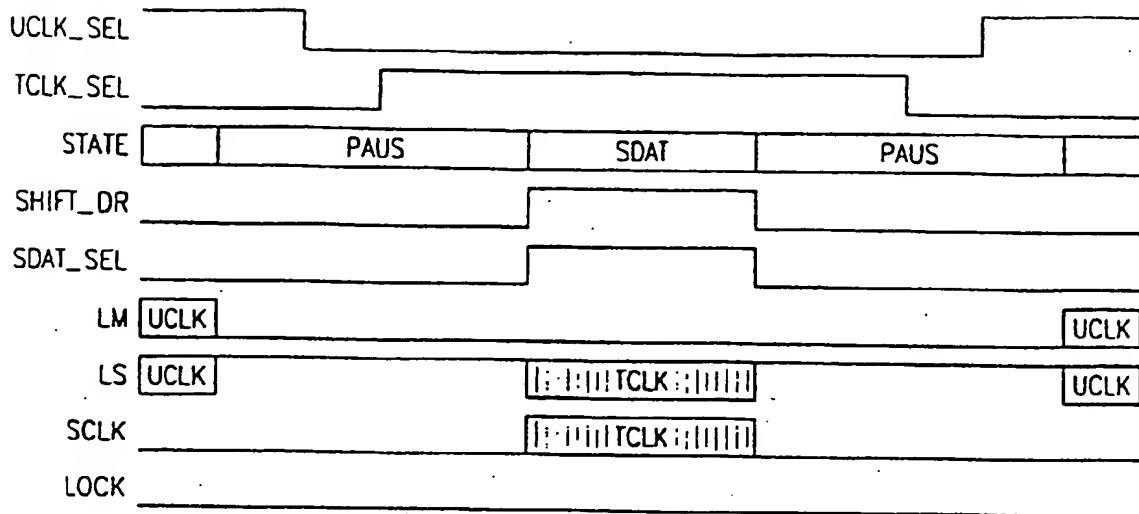 UCLK_SEL
TCLK_SEL
STATE PAUS SDAT PAUS
SHIFT_DR
SDAT_SEL
LM UCLK UCLK
LS UCLK TCLK UCLK
SCLK TCLK
LOCK